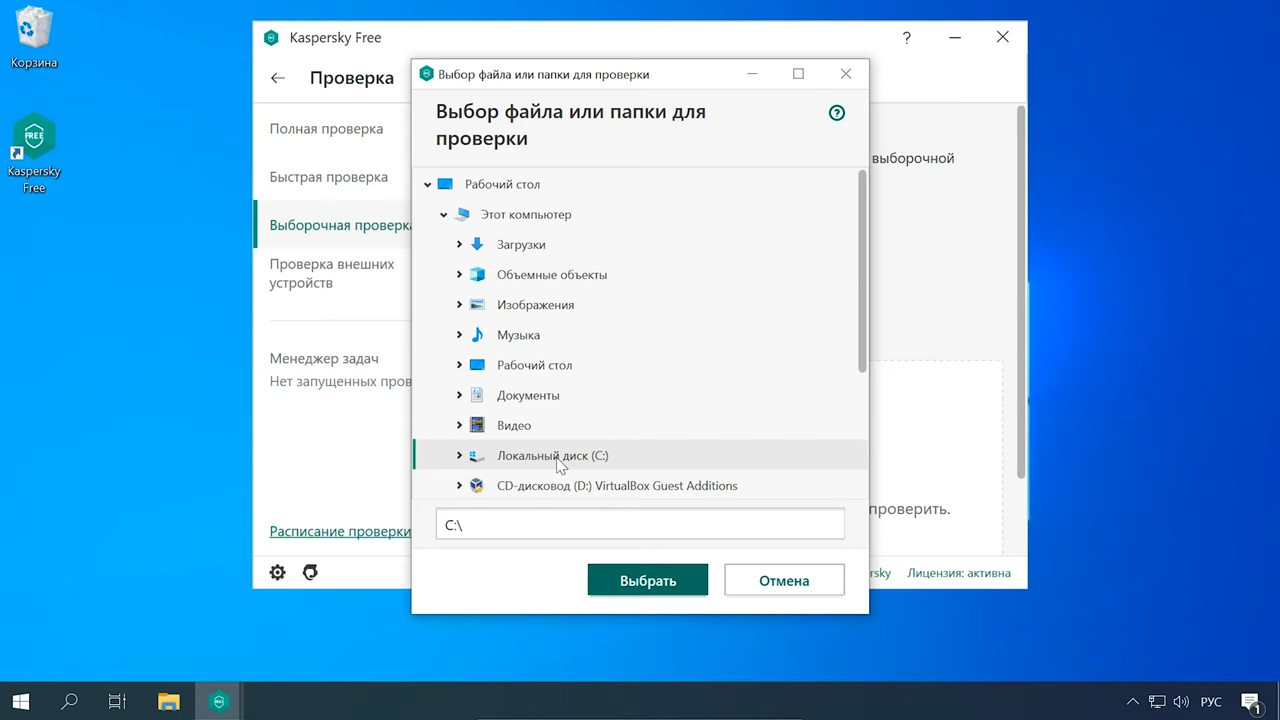 Корзина
FREE
Kaspersky
Free
Kaspersky Free
?
Проверка
Полная проверка
Быстрая проверка
Выборочная проверка
Проверка внешних
устройств
Менеджер задач
Нет запущенных пров
Расписание проверки
выборочной
проверить.
rsky
Лицензия: активна
Выбор файла или папки для проверки
Выбор файла или папки для
проверки
?
Рабочий стол
Этот компьютер
Загрузки
Объемные объекты
Изображения
Музыка
Рабочий стол
Документы
Видео
Локальный диск (C:)
CD-дисковод (D:) VirtualBox Guest Additions
C:\
Выбрать
Отмена
РУС
1